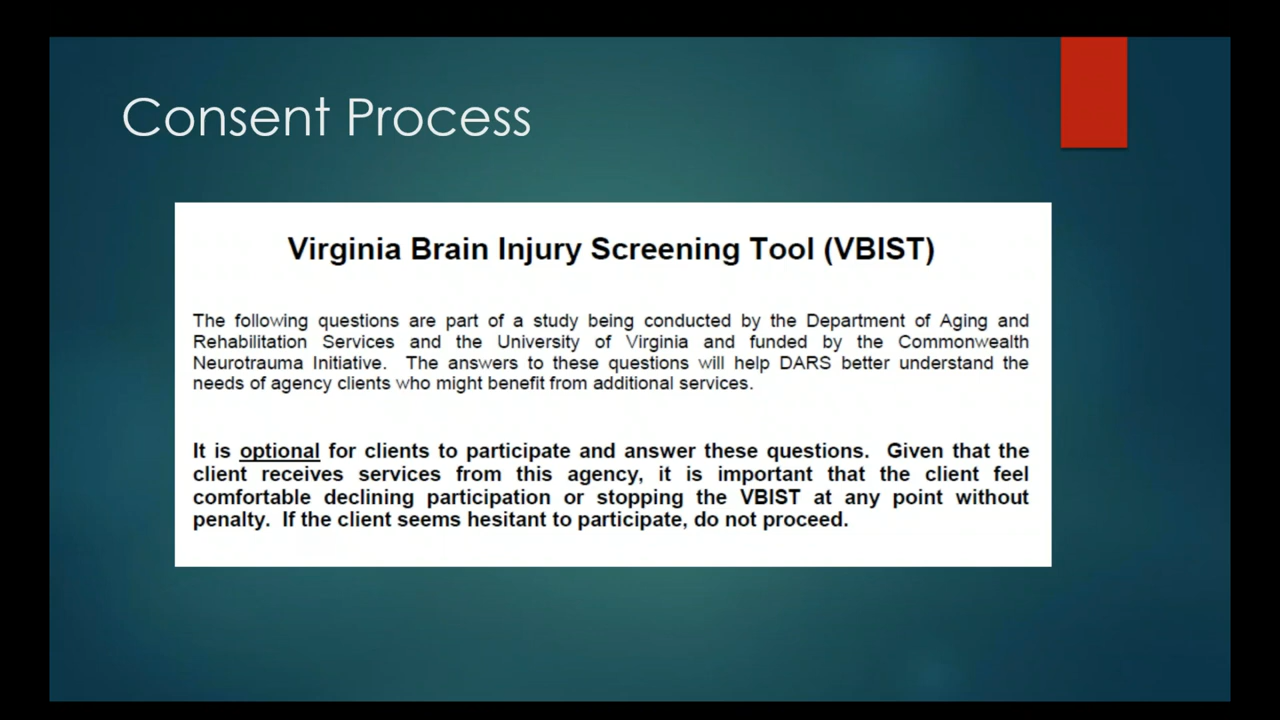 Consent Process
Virginia Brain Injury Screening Tool (VBIST)
The following questions are part of a study being conducted by the Department of Aging and
Rehabilitation Services and the University of Virginia and funded by the Commonwealth
Neurotrauma Initiative. The answers to these questions will help DARS better understand the
needs of agency clients who might benefit from additional services.
It is optional for clients to participate and answer these questions. Given that the
client receives services from this agency, it is important that the client feel
comfortable declining participation or stopping the VBIST at any point without
penalty. If the client seems hesitant to participate, do not proceed.